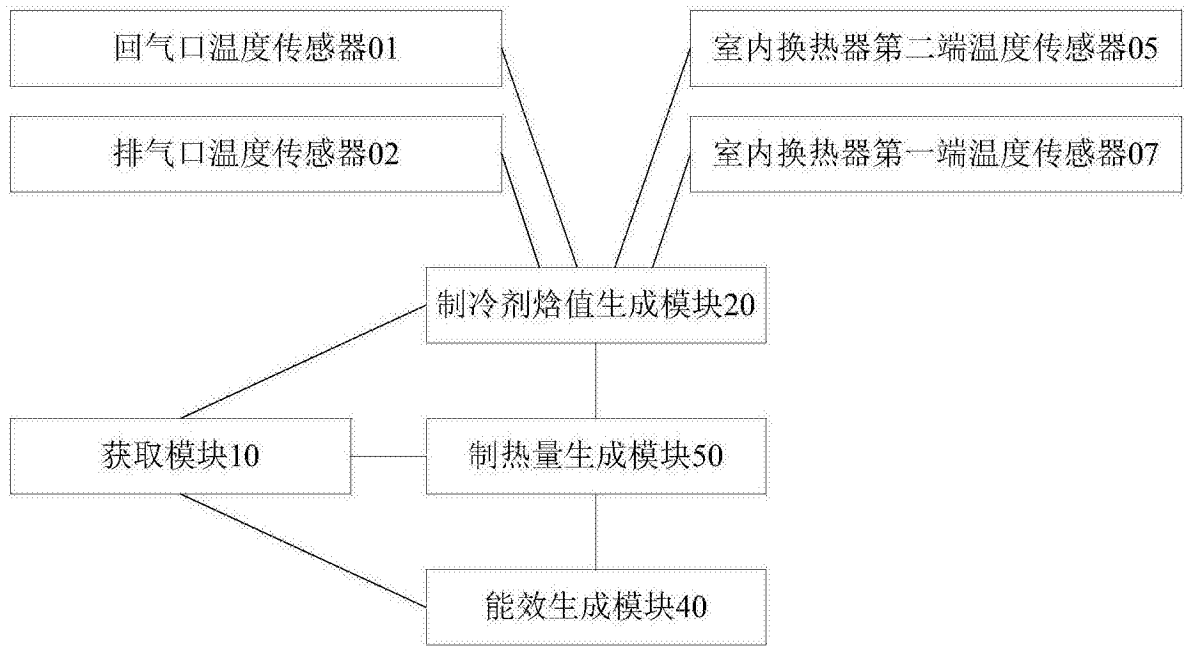 回气口温度传感器01
室内换热器第二端温度传感器05
排气口温度传感器02
室内换热器第一端温度传感器07
制冷剂焓值生成模块20
获取模块10
制热量生成模块50
能效生成模块40